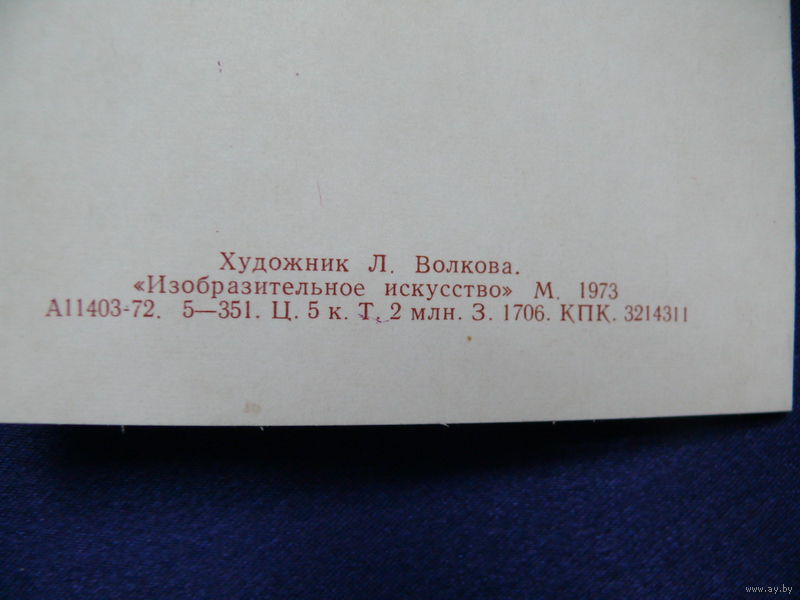 Художник Л. Волкова.
«Изобразительное искусство» М. 1973
А11403-72. 5—351. Ц. 5 к. Т. 2 млн. З. 1706. КПК. 3214311
www.ay.by